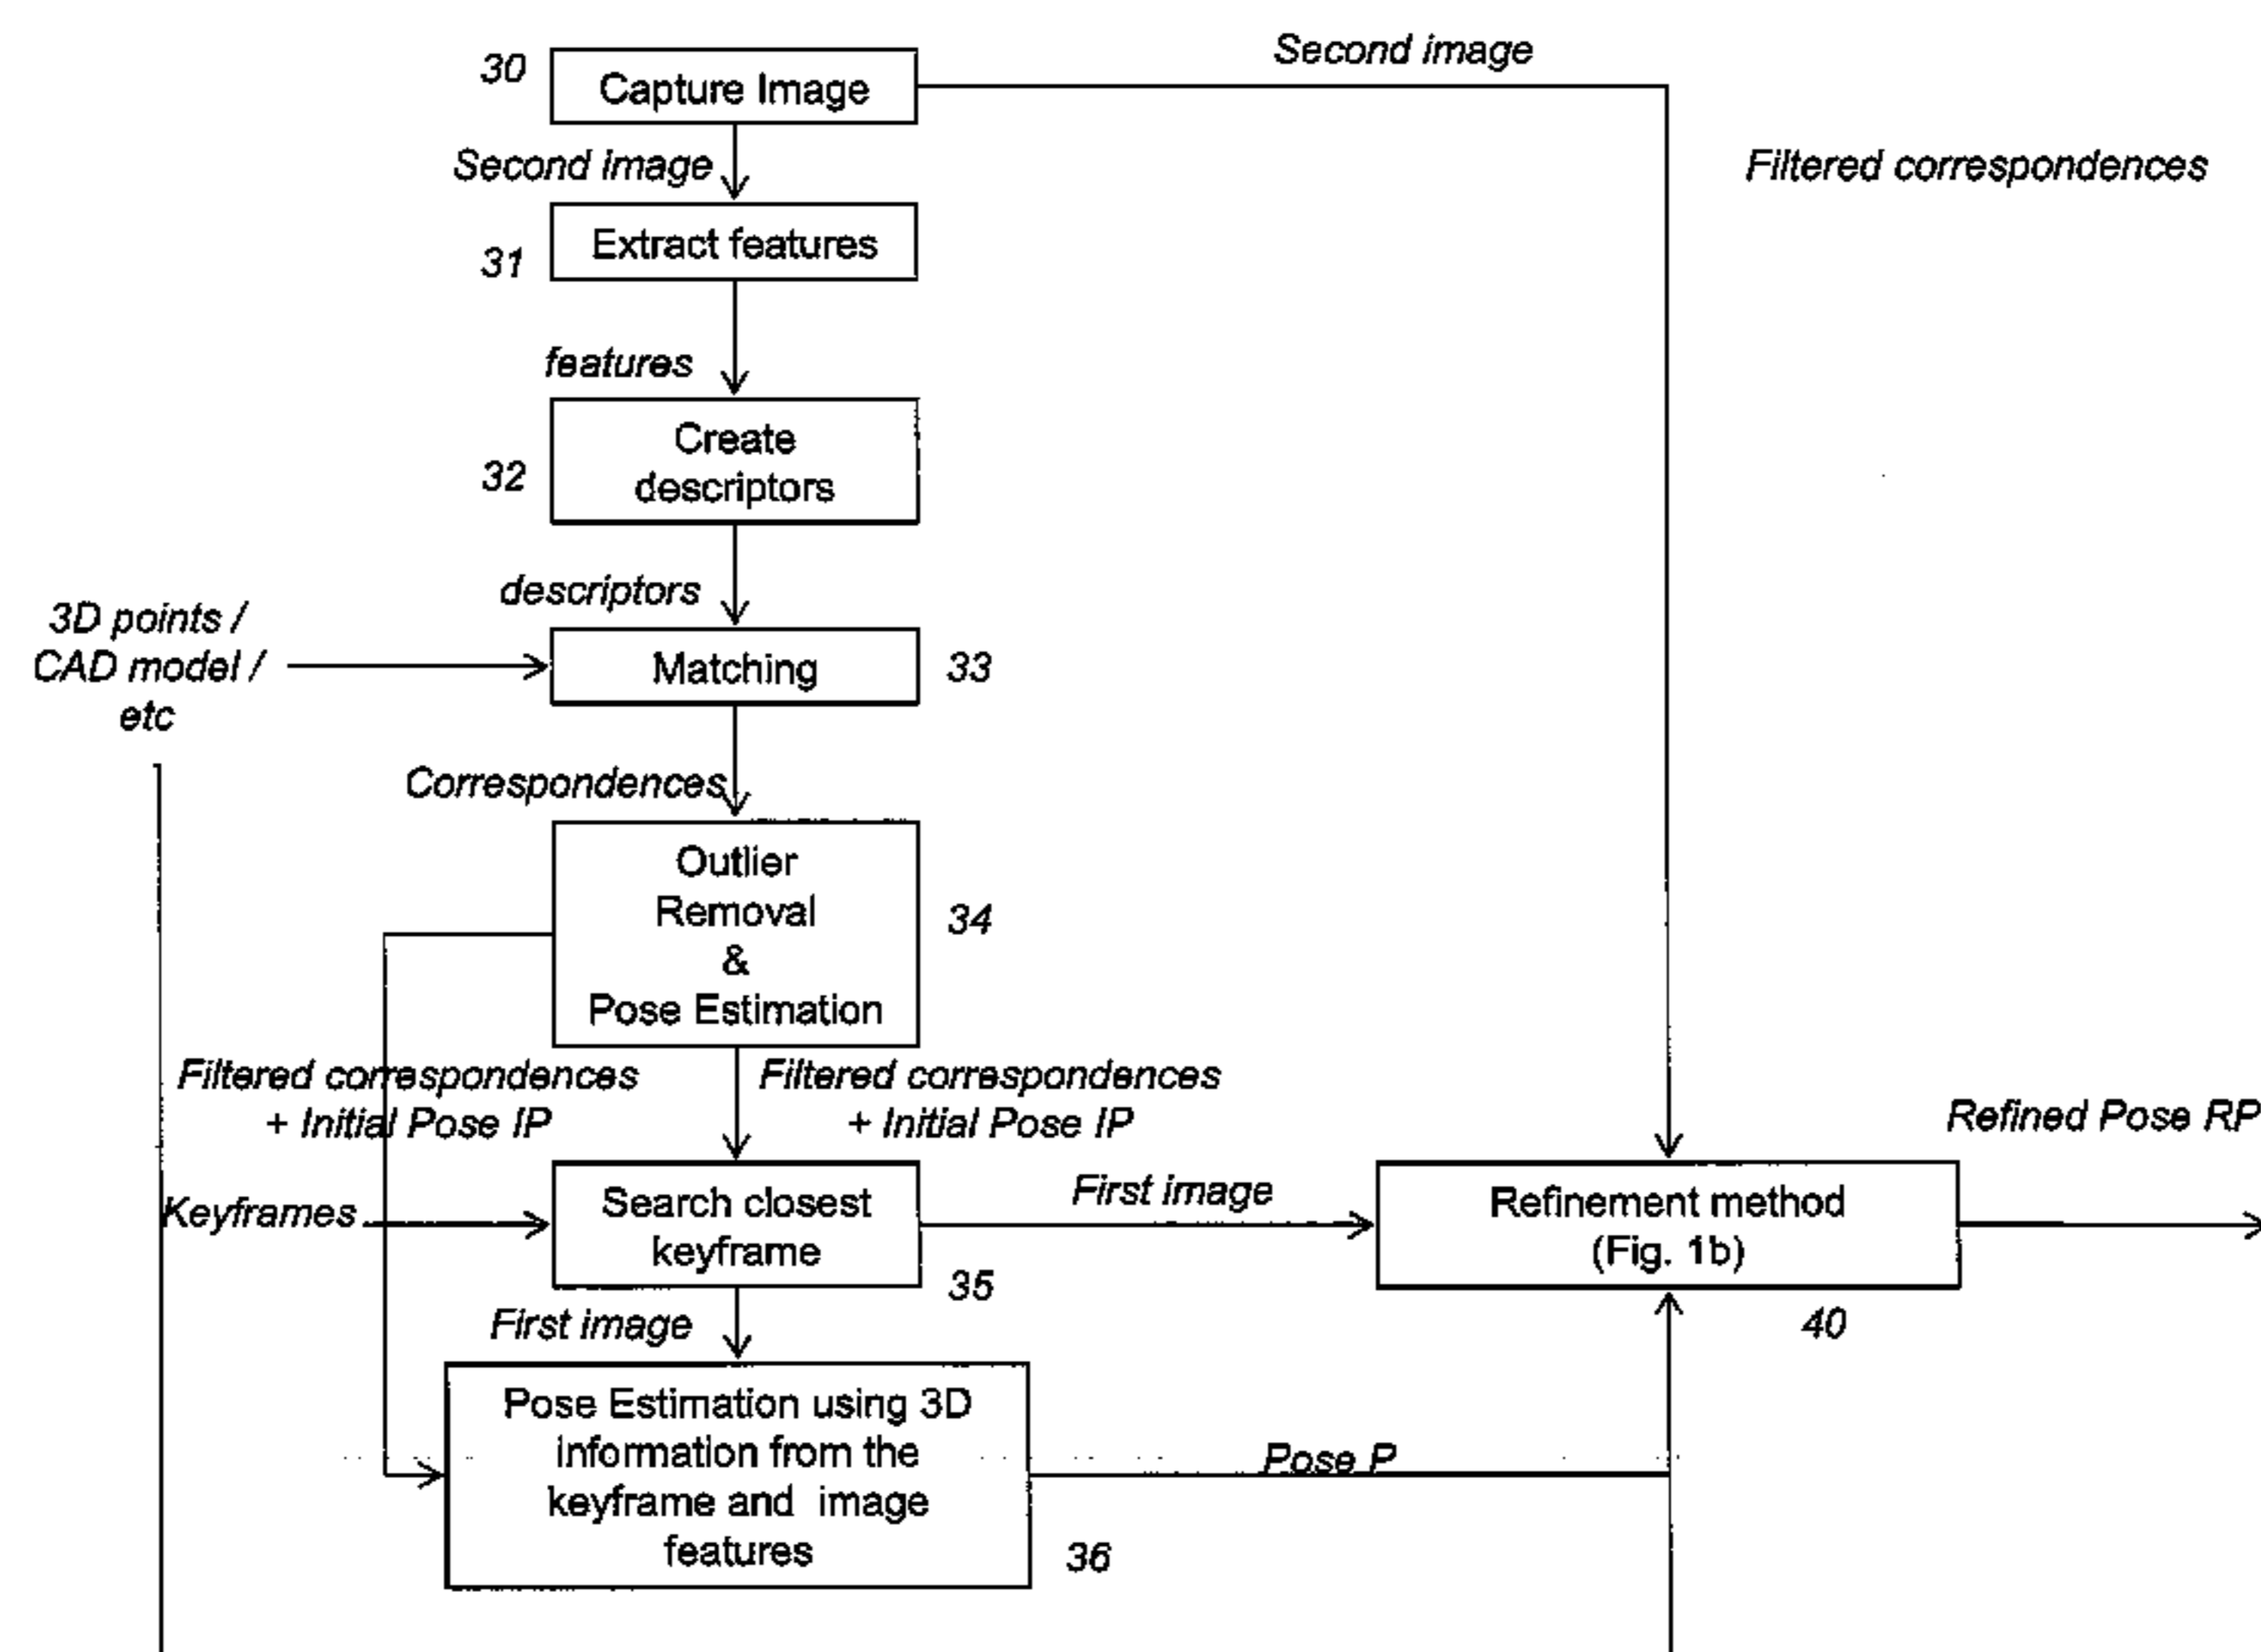 Second image
30
Capture Image
Second image
Filtered correspondences
Extract features
31
features
Create
descriptors
32
descriptors
3D points /
CAD model /
etc
Matching
33
Correspondences
Outlier
Removal
&
Pose Estimation
34
Filtered correspondences
+ Initial Pose IP
Filtered correspondences
+ Initial Pose IP
Refined Pose RP
Keyframes
Search closest
keyframe
35
First image
Refinement method
(Fig. 1b)
40
First image
Pose Estimation using 3D
information from the
keyframe and image
features
36
Pose P